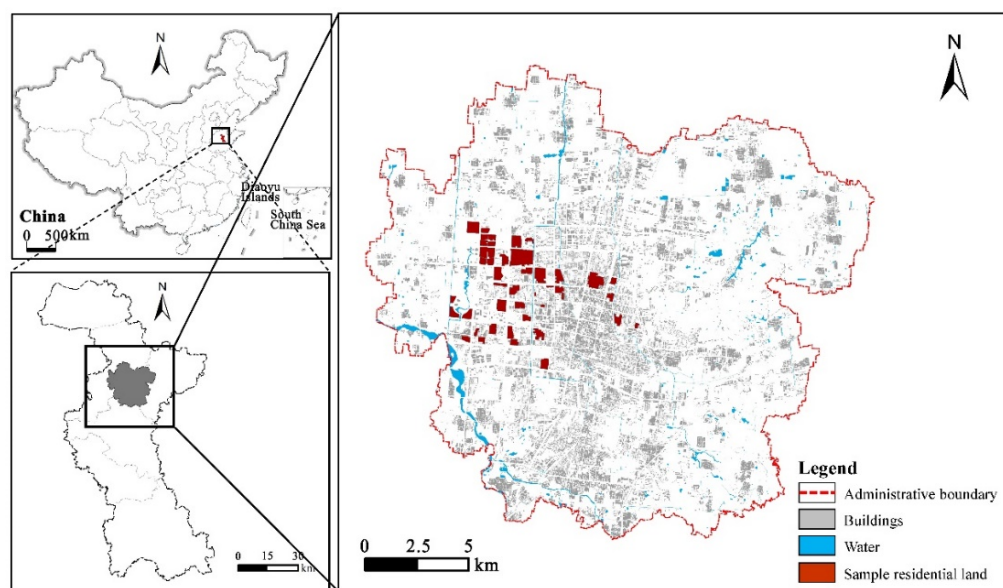 N
Diaoyu
Islands
South
China Sea
China
0 500km
N
0 15 30
km
N
0 2.5 5
km
Legend
Administrative boundary
Buildings
Water
Sample residential land